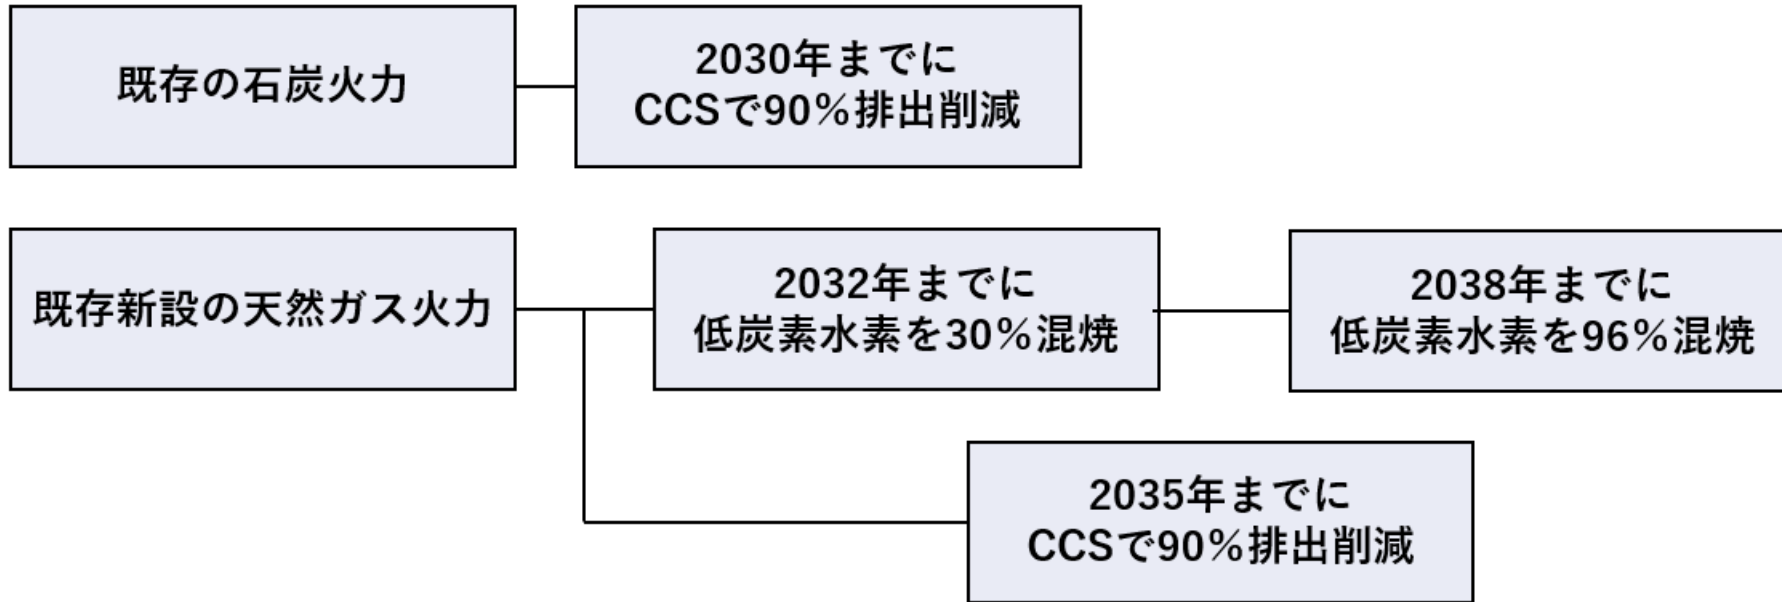 既存の石炭火力
2030年までに
CCSで90％排出削減
既存新設の天然ガス火力
2032年までに
低炭素水素を30％混焼
2038年までに
低炭素水素を96％混焼
2035年までに
CCSで90％排出削減